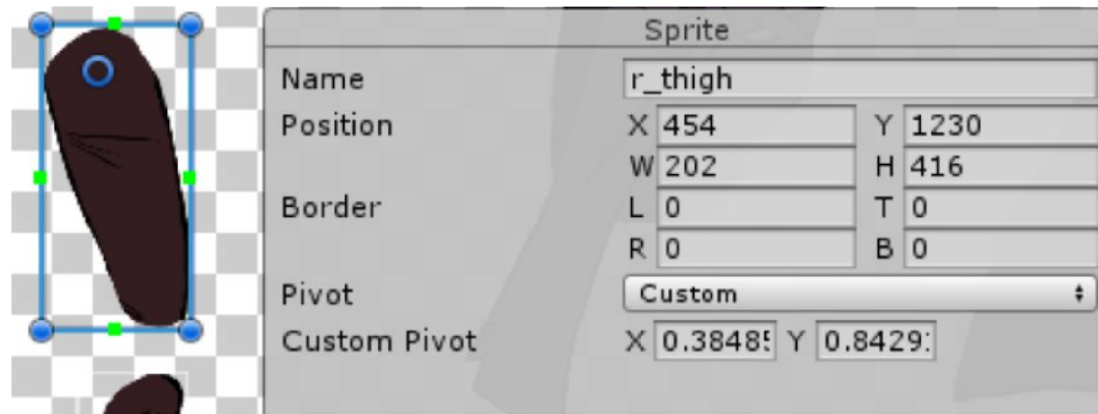 Sprite
Name r_thigh
Position X 454 Y 1230
W 202 H 416
Border L 0 T 0
R 0 B 0
Pivot Custom
Custom Pivot X 0.3848 Y 0.8429